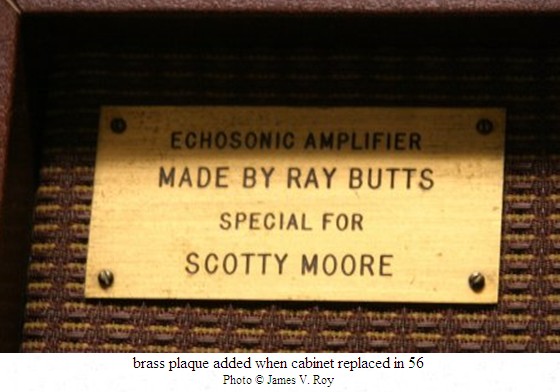 ECHOSONIC AMPLIFIER
MADE BY RAY BUTTS
SPECIAL FOR
SCOTTY MOORE
brass plaque added when cabinet replaced in 56
Photo © James V. Roy